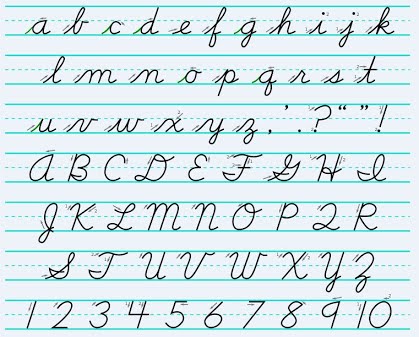 a b c d e f g h i j k
l m n o p q r s t
u v w x y z , ' . ? “ ” !
A B C D E F G H I
J K L M N O P Q R
S T U V W X Y Z
1 2 3 4 5 6 7 8 9 10